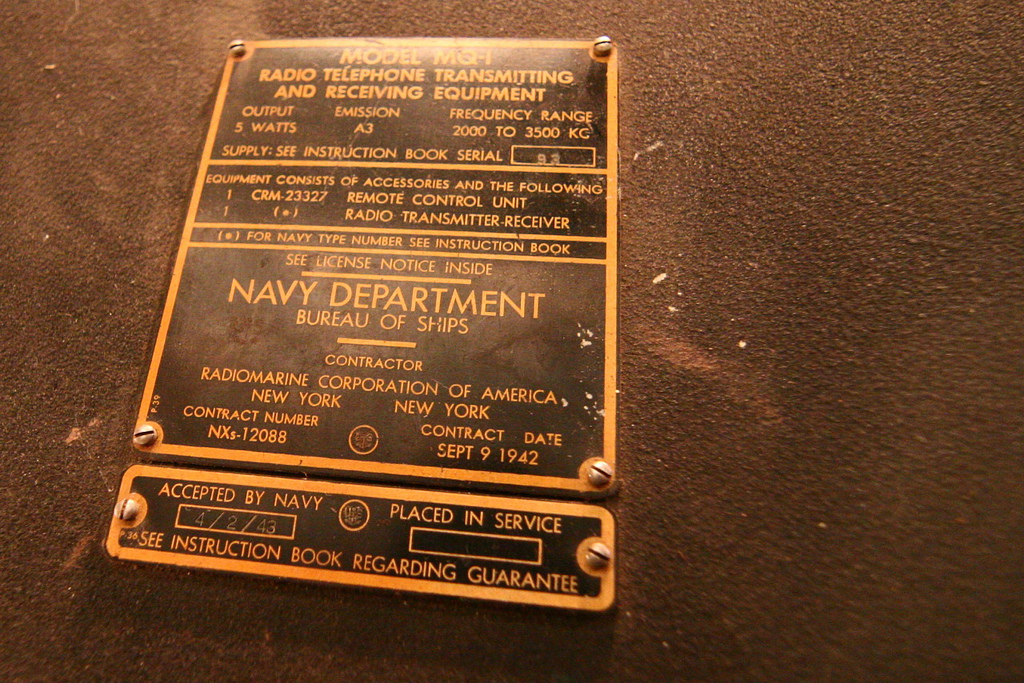 MODEL MQ-1
RADIO TELEPHONE TRANSMITTING
AND RECEIVING EQUIPMENT
OUTPUT EMISSION FREQUENCY RANGE
5 WATTS A3 2000 TO 3500 KC
SUPPLY: SEE INSTRUCTION BOOK SERIAL 93
EQUIPMENT CONSISTS OF ACCESSORIES AND THE FOLLOWING
1 CRM-23327 REMOTE CONTROL UNIT
1 (*) RADIO TRANSMITTER-RECEIVER
(*) FOR NAVY TYPE NUMBER SEE INSTRUCTION BOOK
SEE LICENSE NOTICE INSIDE
NAVY DEPARTMENT
BUREAU OF SHIPS
CONTRACTOR
RADIOMARINE CORPORATION OF AMERICA
NEW YORK NEW YORK
CONTRACT NUMBER CONTRACT DATE
NXs-12088 SEPT 9 1942
P-39
ACCEPTED BY NAVY PLACED IN SERVICE
4/2/43
P-36 SEE INSTRUCTION BOOK REGARDING GUARANTEE